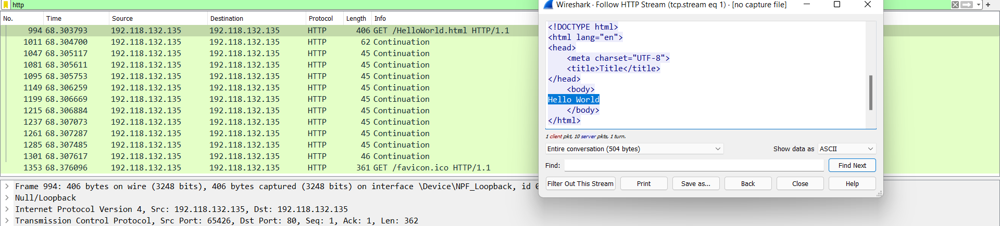 http
No. Time Source Destination Protocol Length Info
994 68.303793 192.118.132.135 192.118.132.135 HTTP 406 GET /HelloWorld.html HTTP/1.1
1011 68.304700 192.118.132.135 192.118.132.135 HTTP 62 Continuation
1047 68.305117 192.118.132.135 192.118.132.135 HTTP 45 Continuation
1081 68.305611 192.118.132.135 192.118.132.135 HTTP 45 Continuation
1095 68.305753 192.118.132.135 192.118.132.135 HTTP 45 Continuation
1149 68.306259 192.118.132.135 192.118.132.135 HTTP 45 Continuation
1199 68.306669 192.118.132.135 192.118.132.135 HTTP 45 Continuation
1215 68.306884 192.118.132.135 192.118.132.135 HTTP 45 Continuation
1237 68.307073 192.118.132.135 192.118.132.135 HTTP 45 Continuation
1261 68.307287 192.118.132.135 192.118.132.135 HTTP 45 Continuation
1285 68.307485 192.118.132.135 192.118.132.135 HTTP 45 Continuation
1301 68.307617 192.118.132.135 192.118.132.135 HTTP 46 Continuation
1353 68.376096 192.118.132.135 192.118.132.135 HTTP 361 GET /favicon.ico HTTP/1.1
Frame 994: 406 bytes on wire (3248 bits), 406 bytes captured (3248 bits) on interface \Device\NPF_Loopback, id
Null/Loopback
Internet Protocol Version 4, Src: 192.118.132.135, Dst: 192.118.132.135
Transmission Control Protocol, Src Port: 65426, Dst Port: 80, Seq: 1, Ack: 1, Len: 362
Wireshark · Follow HTTP Stream (tcp.stream eq 1) · [no capture file]
<!DOCTYPE html>
<html lang="en">
<head>
    <meta charset="UTF-8">
    <title>Title</title>
</head>
    <body>
Hello World
    </body>
</html>
1 client pkt, 10 server pkts, 1 turn.
Entire conversation (504 bytes) Show data as ASCII
Find: Find Next
Filter Out This Stream Print Save as... Back Close Help